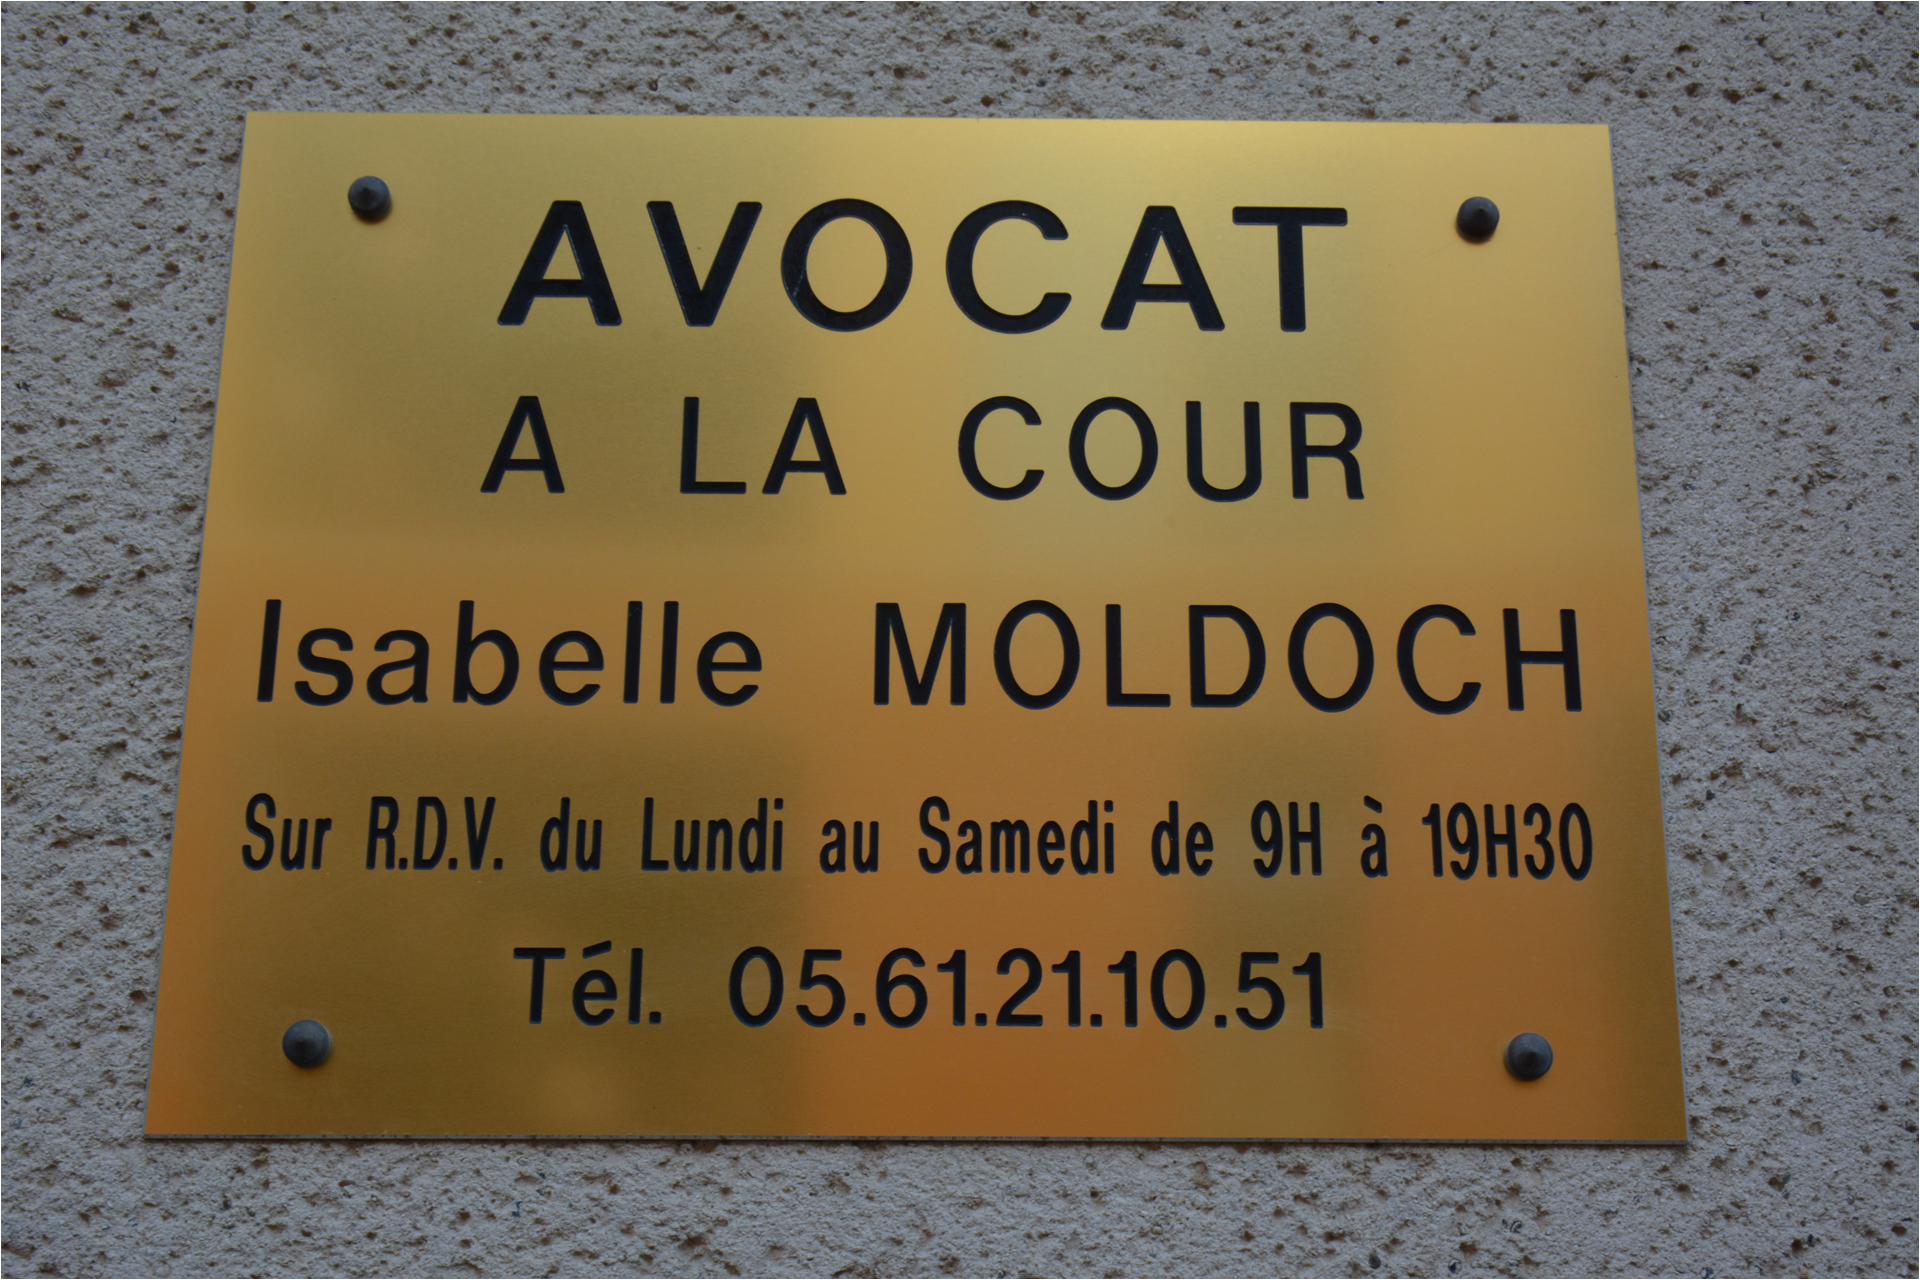 AVOCAT
A LA COUR
Isabelle MOLDOCH
Sur R.D.V. du Lundi au Samedi de 9H à 19H30
Tél. 05.61.21.10.51